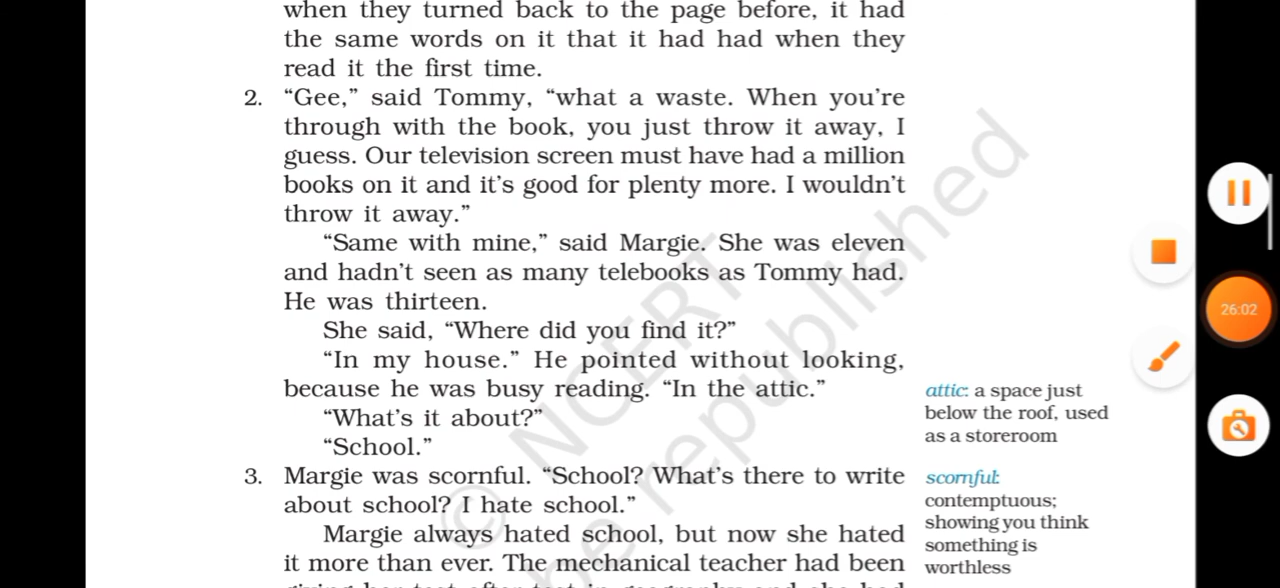 when they turned back to the page before, it had
the same words on it that it had had when they
read it the first time.
2. “Gee,” said Tommy, “what a waste. When you’re
through with the book, you just throw it away, I
guess. Our television screen must have had a million
books on it and it’s good for plenty more. I wouldn’t
throw it away.”
“Same with mine,” said Margie. She was eleven
and hadn’t seen as many telebooks as Tommy had.
He was thirteen.
She said, “Where did you find it?”
“In my house.” He pointed without looking,
because he was busy reading. “In the attic.”
“What’s it about?”
“School.”
3. Margie was scornful. “School? What’s there to write
about school? I hate school.”
Margie always hated school, but now she hated
it more than ever. The mechanical teacher had been
attic: a space just
below the roof, used
as a storeroom
scornful:
contemptuous;
showing you think
something is
worthless
© NCERT
be republished
26:02